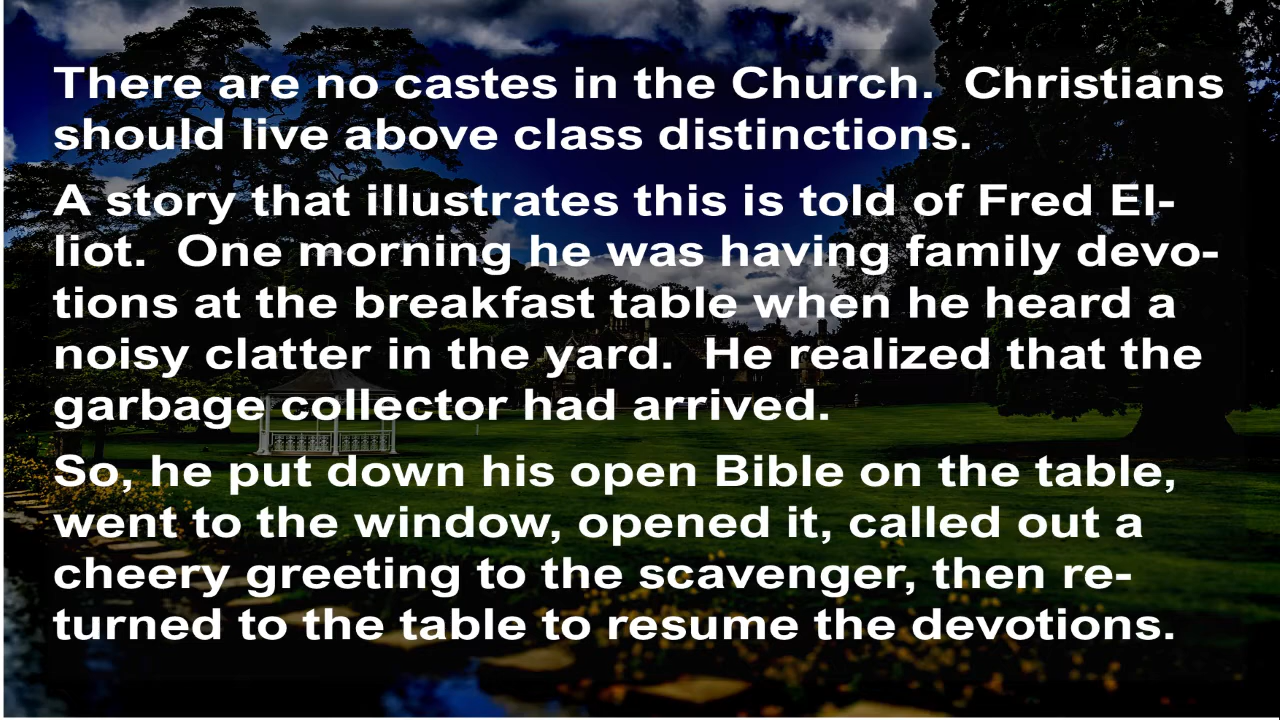 There are no castes in the Church.  Christians
should live above class distinctions.
A story that illustrates this is told of Fred El-
liot.  One morning he was having family devo-
tions at the breakfast table when he heard a
noisy clatter in the yard.  He realized that the
garbage collector had arrived.
So, he put down his open Bible on the table,
went to the window, opened it, called out a
cheery greeting to the scavenger, then re-
turned to the table to resume the devotions.